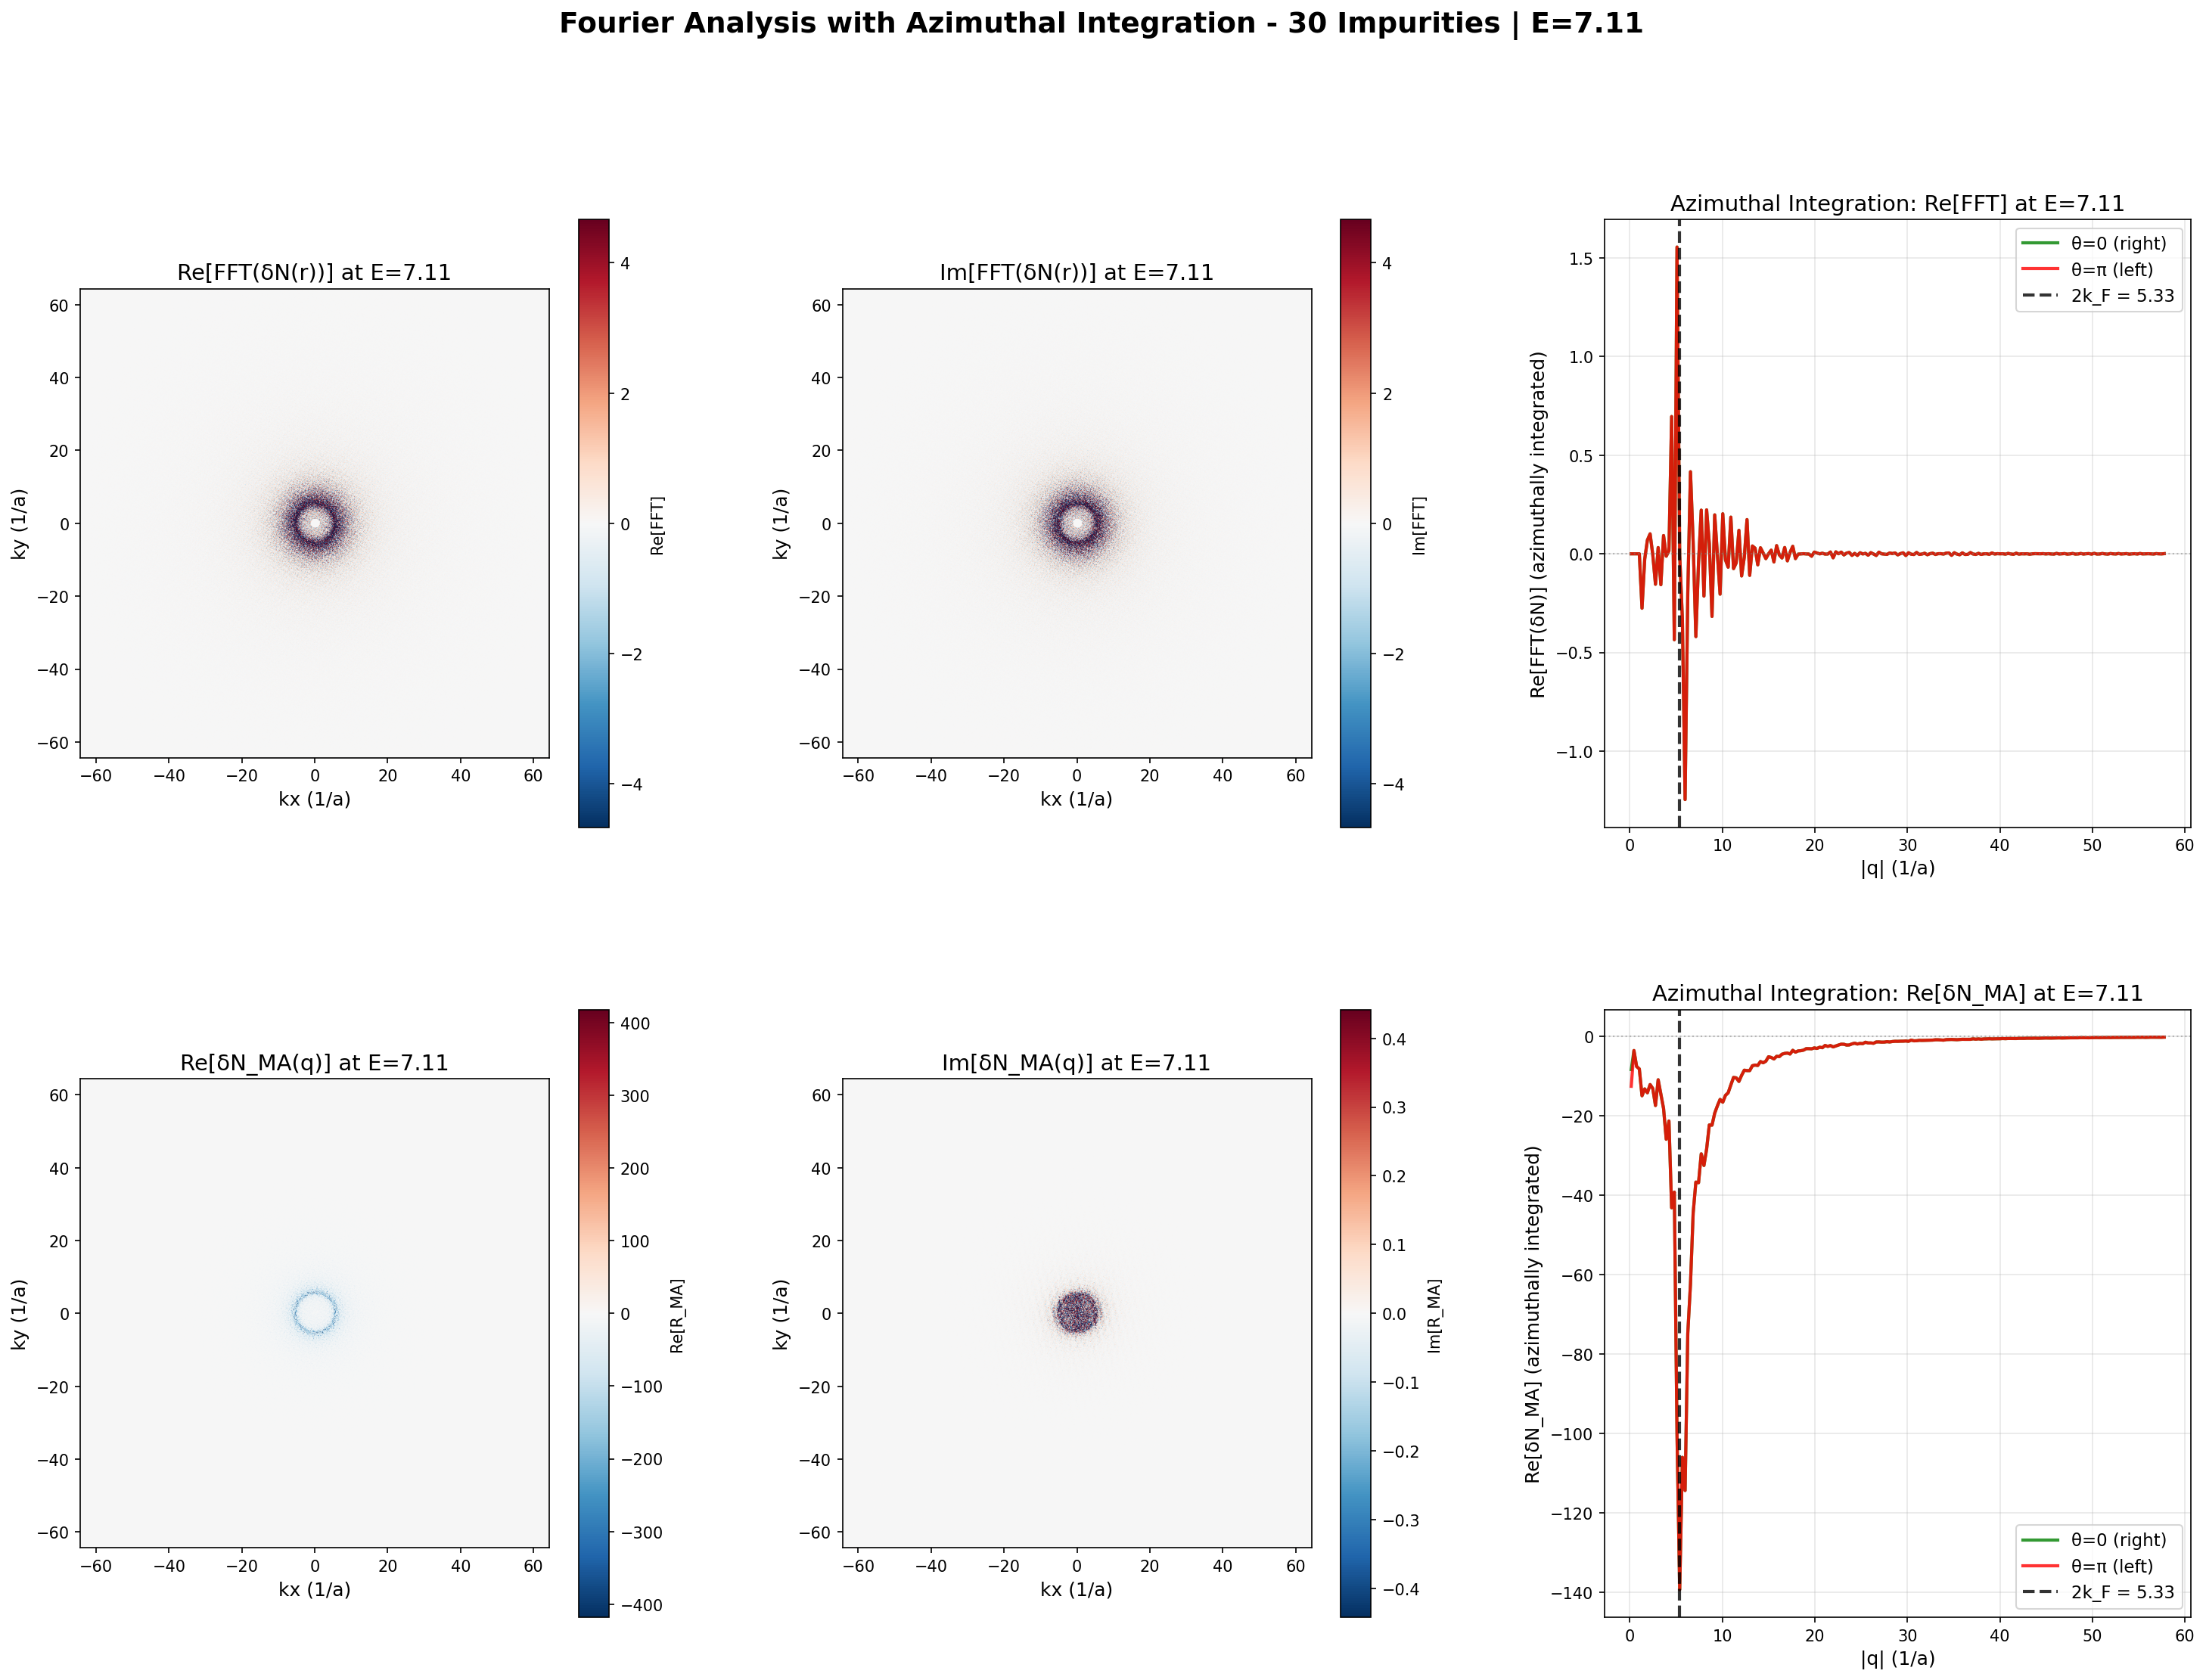 Fourier Analysis with Azimuthal Integration - 30 Impurities | E=7.11
Re[FFT(δN(r))] at E=7.11
60
40
20
0
−20
−40
−60
ky (1/a)
−60 −40 −20 0 20 40 60
kx (1/a)
4
2
0
−2
−4
Re[FFT]
Im[FFT(δN(r))] at E=7.11
60
40
20
0
−20
−40
−60
ky (1/a)
−60 −40 −20 0 20 40 60
kx (1/a)
4
2
0
−2
−4
Im[FFT]
Azimuthal Integration: Re[FFT] at E=7.11
θ=0 (right)
θ=π (left)
2k_F = 5.33
1.5
1.0
0.5
0.0
−0.5
−1.0
Re[FFT(δN)] (azimuthally integrated)
0 10 20 30 40 50 60
|q| (1/a)
Re[δN_MA(q)] at E=7.11
60
40
20
0
−20
−40
−60
ky (1/a)
−60 −40 −20 0 20 40 60
kx (1/a)
400
300
200
100
0
−100
−200
−300
−400
Re[R_MA]
Im[δN_MA(q)] at E=7.11
60
40
20
0
−20
−40
−60
ky (1/a)
−60 −40 −20 0 20 40 60
kx (1/a)
0.4
0.3
0.2
0.1
0.0
−0.1
−0.2
−0.3
−0.4
Im[R_MA]
Azimuthal Integration: Re[δN_MA] at E=7.11
0
−20
−40
−60
−80
−100
−120
−140
Re[δN_MA] (azimuthally integrated)
θ=0 (right)
θ=π (left)
2k_F = 5.33
0 10 20 30 40 50 60
|q| (1/a)